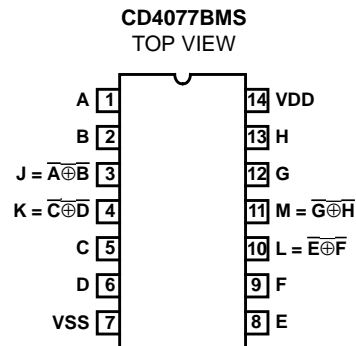 CD4077BMS
TOP VIEW
A 1 14 VDD
B 2 13 H
J = A̅⊕̅B̅ 3 12 G
K = C̅⊕̅D̅ 4 11 M = G̅⊕̅H̅
C 5 10 L = E̅⊕̅F̅
D 6 9 F
VSS 7 8 E